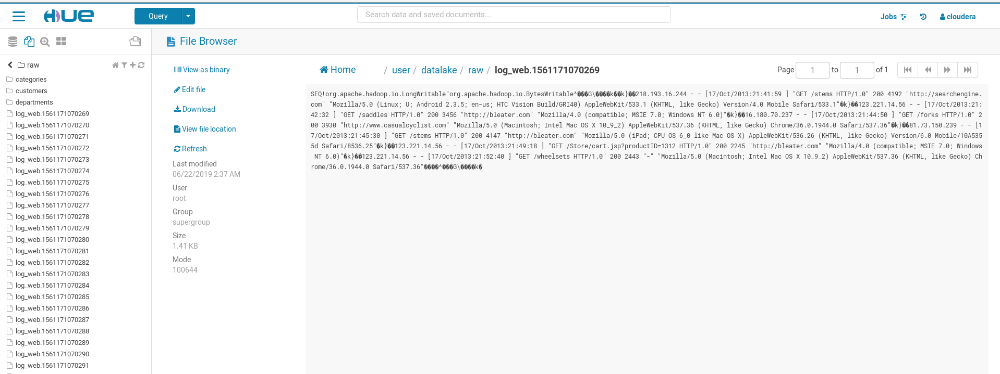 HUE
Query
Search data and saved documents...
Jobs
cloudera
File Browser
raw
categories
customers
departments
log_web.1561171070269
log_web.1561171070270
log_web.1561171070271
log_web.1561171070272
log_web.1561171070273
log_web.1561171070274
log_web.1561171070275
log_web.1561171070276
log_web.1561171070277
log_web.1561171070278
log_web.1561171070279
log_web.1561171070280
log_web.1561171070281
log_web.1561171070282
log_web.1561171070283
log_web.1561171070284
log_web.1561171070285
log_web.1561171070286
log_web.1561171070287
log_web.1561171070288
log_web.1561171070289
log_web.1561171070290
log_web.1561171070291
View as binary
Edit file
Download
View file location
Refresh
Last modified
06/22/2019 2:37 AM
User
root
Group
supergroup
Size
1.41 KB
Mode
100644
Home / user / datalake / raw / log_web.1561171070269
Page 1 to 1 of 1
SEQ!org.apache.hadoop.io.LongWritable"org.apache.hadoop.io.BytesWritable^���G\����k��k}��218.193.16.244 - - [17/Oct/2013:21:41:59 ] "GET /stems HTTP/1.0" 200 4192 "http://searchengine.
com" "Mozilla/5.0 (Linux; U; Android 2.3.5; en-us; HTC Vision Build/GRI40) AppleWebKit/533.1 (KHTML, like Gecko) Version/4.0 Mobile Safari/533.1"�k}��123.221.14.56 - - [17/Oct/2013:21:
42:32 ] "GET /saddles HTTP/1.0" 200 3456 "http://bleater.com" "Mozilla/4.0 (compatible; MSIE 7.0; Windows NT 6.0)"�k}��16.180.70.237 - - [17/Oct/2013:21:44:50 ] "GET /forks HTTP/1.0" 2
00 3930 "http://www.casualcyclist.com" "Mozilla/5.0 (Macintosh; Intel Mac OS X 10_9_2) AppleWebKit/537.36 (KHTML, like Gecko) Chrome/36.0.1944.0 Safari/537.36"�k}��81.73.150.239 - - [1
7/Oct/2013:21:45:30 ] "GET /stems HTTP/1.0" 200 4147 "http://bleater.com" "Mozilla/5.0 (iPad; CPU OS 6_0 like Mac OS X) AppleWebKit/536.26 (KHTML, like Gecko) Version/6.0 Mobile/10A535
5d Safari/8536.25"�k}��123.221.14.56 - - [17/Oct/2013:21:49:18 ] "GET /Store/cart.jsp?productID=1312 HTTP/1.0" 200 2245 "http://bleater.com" "Mozilla/4.0 (compatible; MSIE 7.0; Windows
NT 6.0)"�k}��123.221.14.56 - - [17/Oct/2013:21:52:40 ] "GET /wheelsets HTTP/1.0" 200 2443 "-" "Mozilla/5.0 (Macintosh; Intel Mac OS X 10_9_2) AppleWebKit/537.36 (KHTML, like Gecko) Ch
rome/36.0.1944.0 Safari/537.36"����^���G\����k�